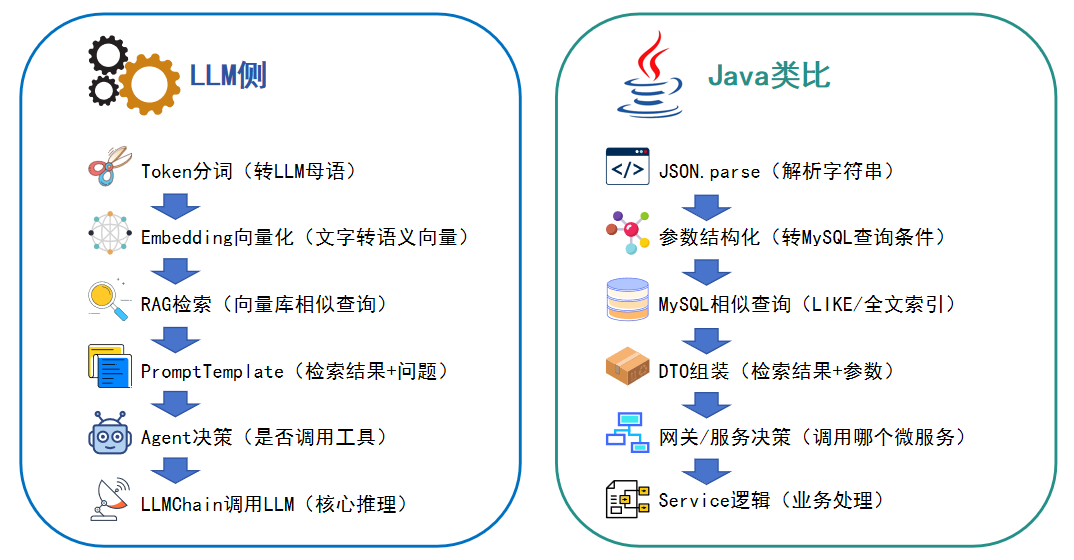 LLM侧
Token分词（转LLM母语）
Embedding向量化（文字转语义向量）
RAG检索（向量库相似查询）
PromptTemplate（检索结果+问题）
Agent决策（是否调用工具）
LLMChain调用LLM（核心推理）
Java类比
</>
JSON.parse（解析字符串）
参数结构化（转MySQL查询条件）
MySQL相似查询（LIKE/全文索引）
DTO组装（检索结果+参数）
网关/服务决策（调用哪个微服务）
Service逻辑（业务处理）